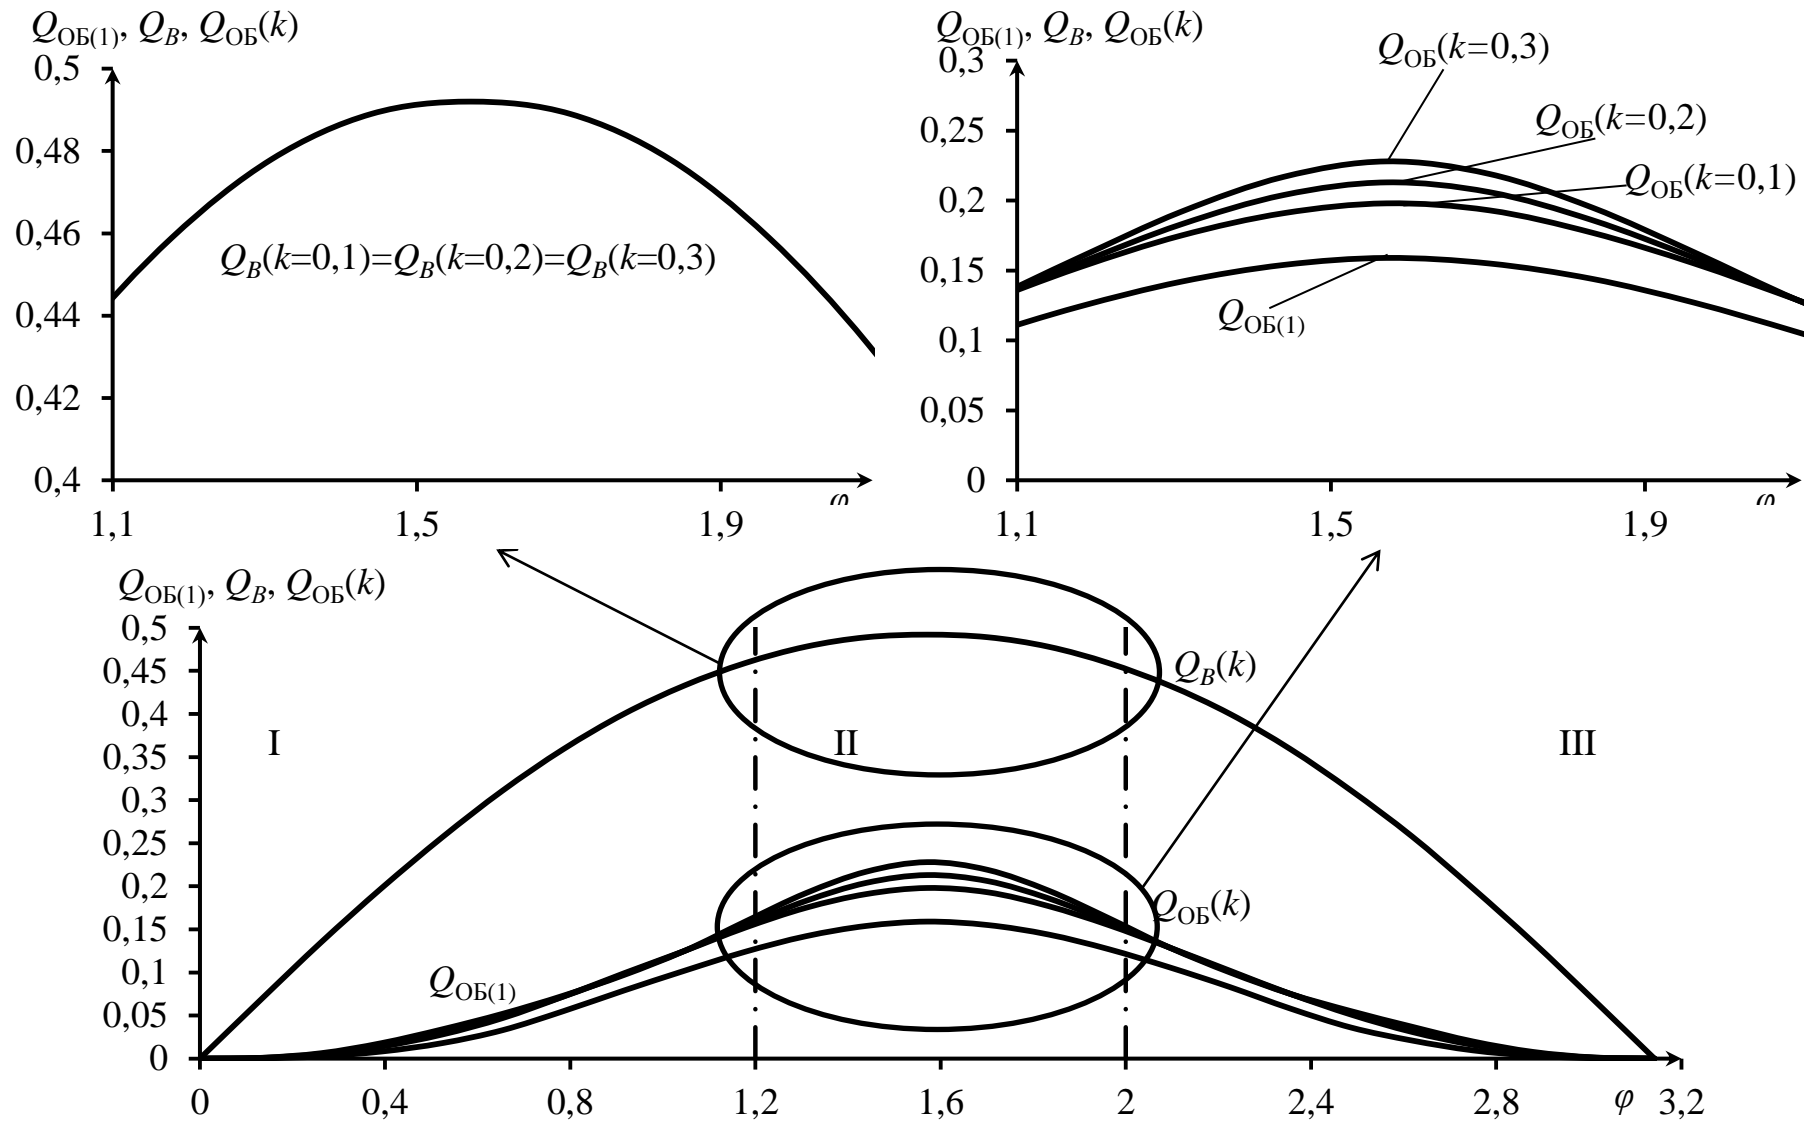 Q_ОБ(1), Q_B, Q_ОБ(k)
0,5
0,48
0,46
0,44
0,42
0,4
Q_B(k=0,1)=Q_B(k=0,2)=Q_B(k=0,3)
φ
1,1 1,5 1,9
Q_ОБ(1), Q_B, Q_ОБ(k)
0,3
0,25
0,2
0,15
0,1
0,05
0
Q_ОБ(k=0,3)
Q_ОБ(k=0,2)
Q_ОБ(k=0,1)
Q_ОБ(1)
φ
1,1 1,5 1,9
Q_ОБ(1), Q_B, Q_ОБ(k)
0,5
0,45
0,4
0,35
0,3
0,25
0,2
0,15
0,1
0,05
0
I II III
Q_B(k)
Q_ОБ(k)
Q_ОБ(1)
0 0,4 0,8 1,2 1,6 2 2,4 2,8 φ 3,2